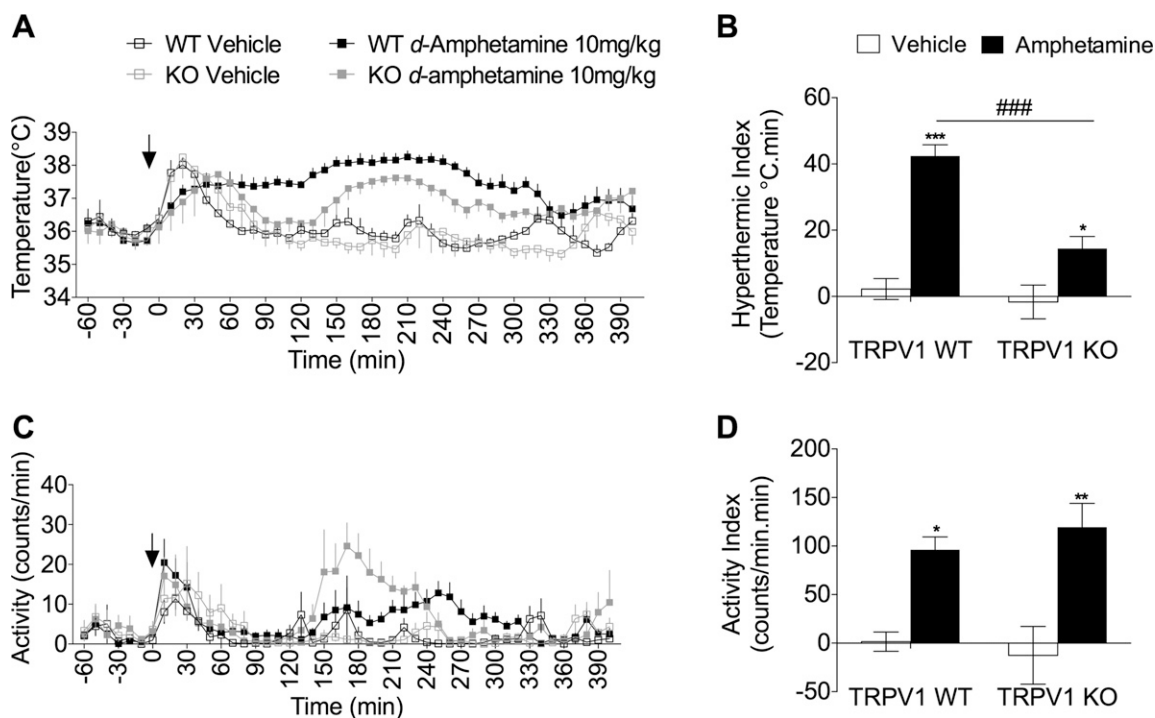 A
WT Vehicle
WT d-Amphetamine 10mg/kg
KO Vehicle
KO d-amphetamine 10mg/kg
Temperature(°C)
39
38
37
36
35
34
-60
-30
0
30
60
90
120
150
180
210
240
270
300
330
360
390
Time (min)
B
Vehicle
Amphetamine
Hyperthermic Index
(Temperature °C.min)
60
40
20
0
-20
***
###
*
TRPV1 WT
TRPV1 KO
C
Activity (counts/min)
40
30
20
10
0
-60
-30
0
30
60
90
120
150
180
210
240
270
300
330
360
390
Time (min)
D
Activity Index
(counts/min.min)
200
150
100
50
0
-50
*
**
TRPV1 WT
TRPV1 KO